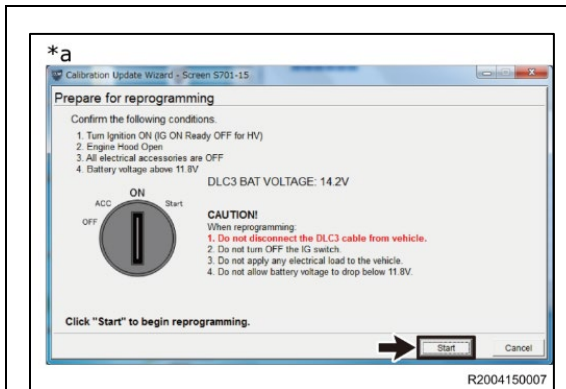 *a
Calibration Update Wizard - Screen S701-15
Prepare for reprogramming
Confirm the following conditions.
1. Turn Ignition ON (IG ON Ready OFF for HV)
2. Engine Hood Open
3. All electrical accessories are OFF
4. Battery voltage above 11.8V
DLC3 BAT VOLTAGE: 14.2V
ON
ACC
Start
OFF
CAUTION!
When reprogramming:
1. Do not disconnect the DLC3 cable from vehicle.
2. Do not turn OFF the IG switch.
3. Do not apply any electrical load to the vehicle.
4. Do not allow battery voltage to drop below 11.8V.
Click "Start" to begin reprogramming.
Start
Cancel
R2004150007